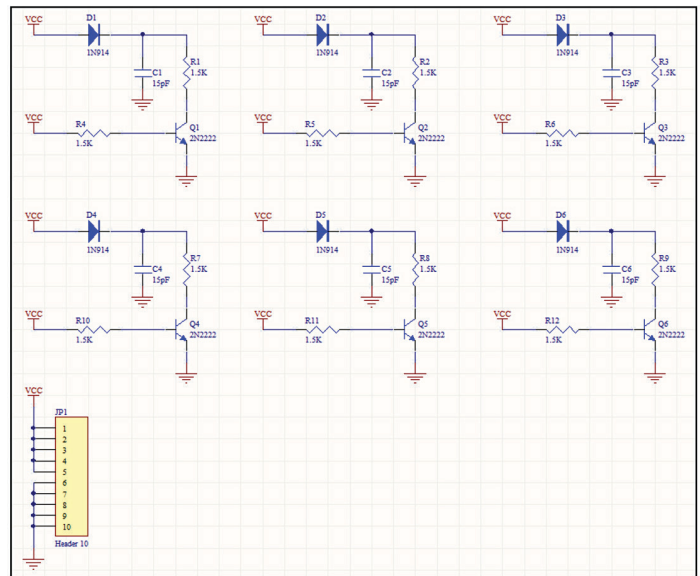 VCC
D1
1N914
C1
15pF
R1
1.5K
VCC
R4
1.5K
Q1
2N2222
VCC
D2
1N914
C2
15pF
R2
1.5K
VCC
R5
1.5K
Q2
2N2222
VCC
D3
1N914
C3
15pF
R3
1.5K
VCC
R6
1.5K
Q3
2N2222
VCC
D4
1N914
C4
15pF
R7
1.5K
VCC
R10
1.5K
Q4
2N2222
VCC
D5
1N914
C5
15pF
R8
1.5K
VCC
R11
1.5K
Q5
2N2222
VCC
D6
1N914
C6
15pF
R9
1.5K
VCC
R12
1.5K
Q6
2N2222
VCC
JP1
1
2
3
4
5
6
7
8
9
10
Header 10